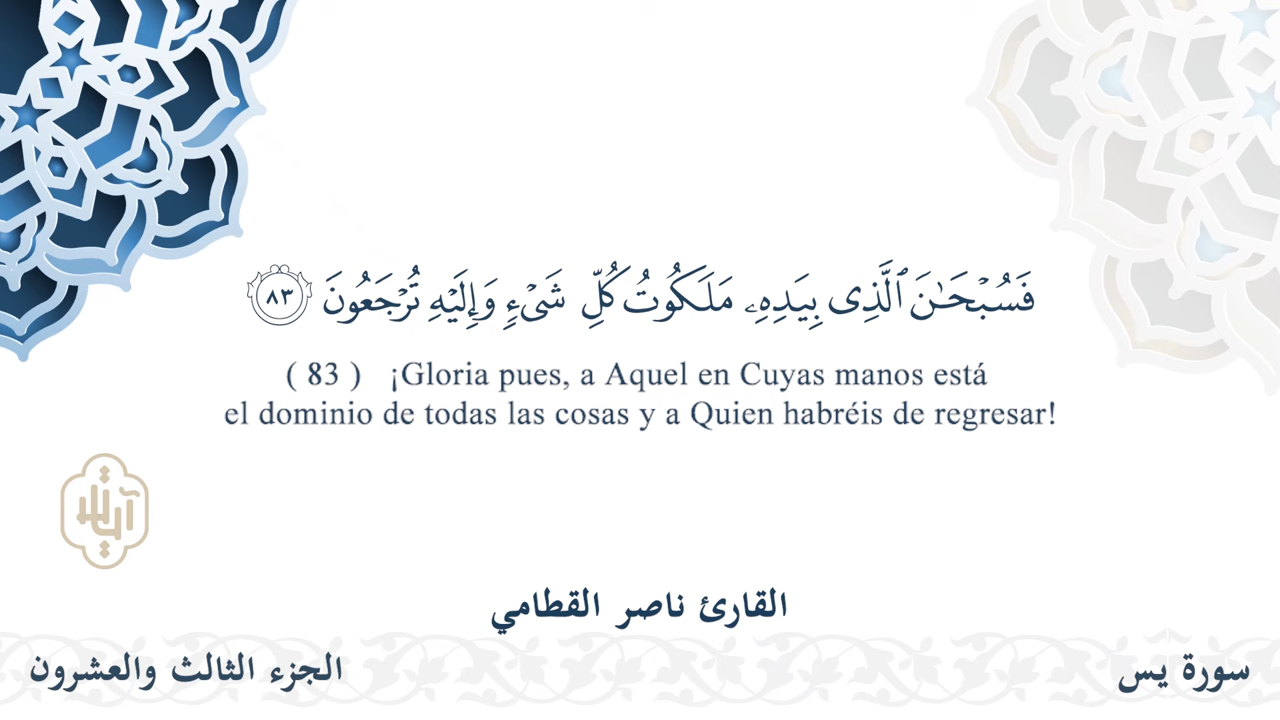 فَسُبْحَـٰنَ ٱلَّذِى بِيَدِهِۦ مَلَكُوتُ كُلِّ شَىْءٍ وَإِلَيْهِ تُرْجَعُونَ ٨٣
( 83 ) ¡Gloria pues, a Aquel en Cuyas manos está
el dominio de todas las cosas y a Quien habréis de regresar!
آيات
القارئ ناصر القطامي
سورة يس
الجزء الثالث والعشرون